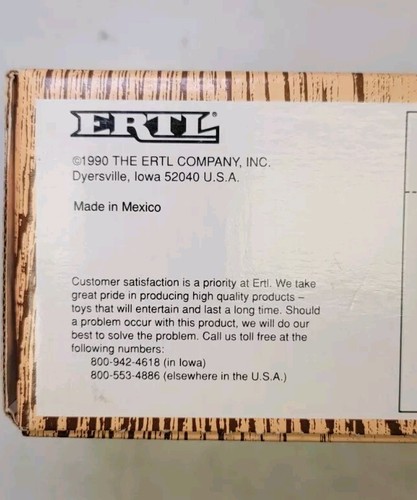 ERTL
©1990 THE ERTL COMPANY, INC.
Dyersville, Iowa 52040 U.S.A.
Made in Mexico
Customer satisfaction is a priority at Ertl. We take
great pride in producing high quality products –
toys that will entertain and last a long time. Should
a problem occur with this product, we will do our
best to solve the problem. Call us toll free at the
following numbers:
800-942-4618 (in Iowa)
800-553-4886 (elsewhere in the U.S.A.)